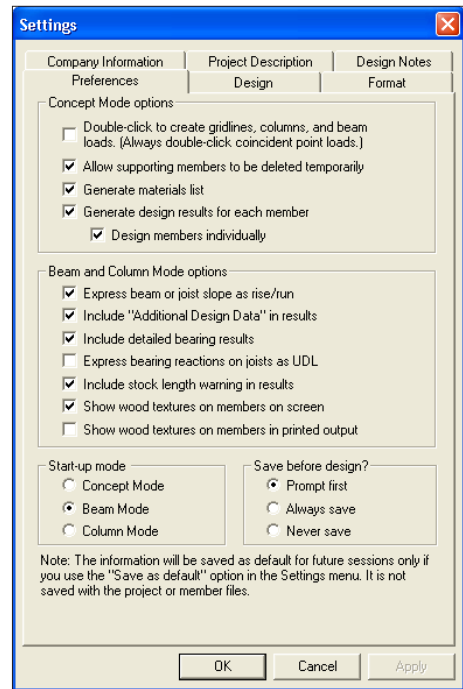 Settings
Company Information
Project Description
Design Notes
Preferences
Design
Format
Concept Mode options
Double-click to create gridlines, columns, and beam
loads. (Always double-click coincident point loads.)
Allow supporting members to be deleted temporarily
Generate materials list
Generate design results for each member
Design members individually
Beam and Column Mode options
Express beam or joist slope as rise/run
Include "Additional Design Data" in results
Include detailed bearing results
Express bearing reactions on joists as UDL
Include stock length warning in results
Show wood textures on members on screen
Show wood textures on members in printed output
Start-up mode
Concept Mode
Beam Mode
Column Mode
Save before design?
Prompt first
Always save
Never save
Note: The information will be saved as default for future sessions only if
you use the "Save as default" option in the Settings menu. It is not
saved with the project or member files.
OK
Cancel
Apply